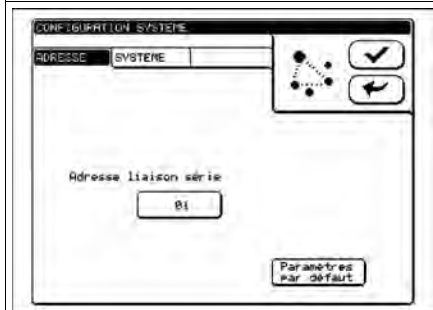 CONFIGURATION SYSTEME
ADRESSE SYSTEME
Adresse liaison série
01
Paramètres
par défaut